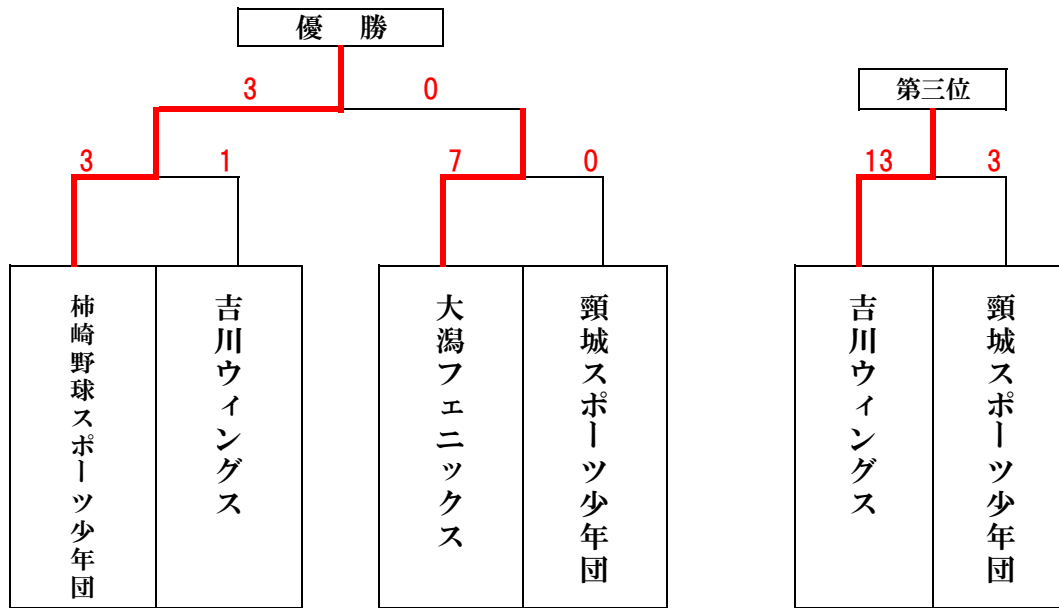 優 勝
3
0
第三位
3
1
7
0
13
3
柿崎野球スポーツ少年団
吉川ウィングス
大潟フェニックス
頸城スポーツ少年団
吉川ウィングス
頸城スポーツ少年団